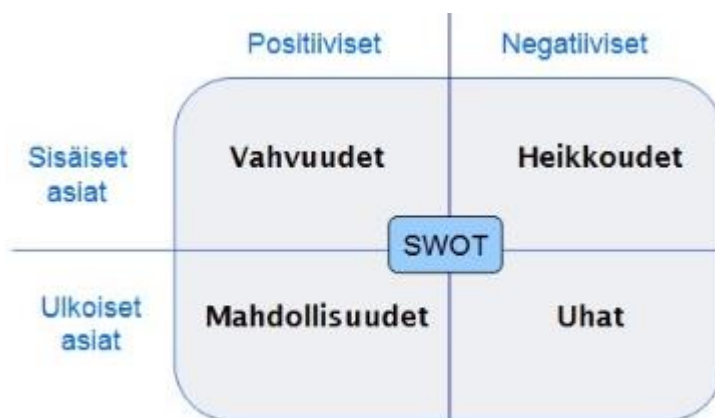 Positiiviset
Negatiiviset
Sisäiset
asiat
Vahvuudet
Heikkoudet
SWOT
Ulkoiset
asiat
Mahdollisuudet
Uhat